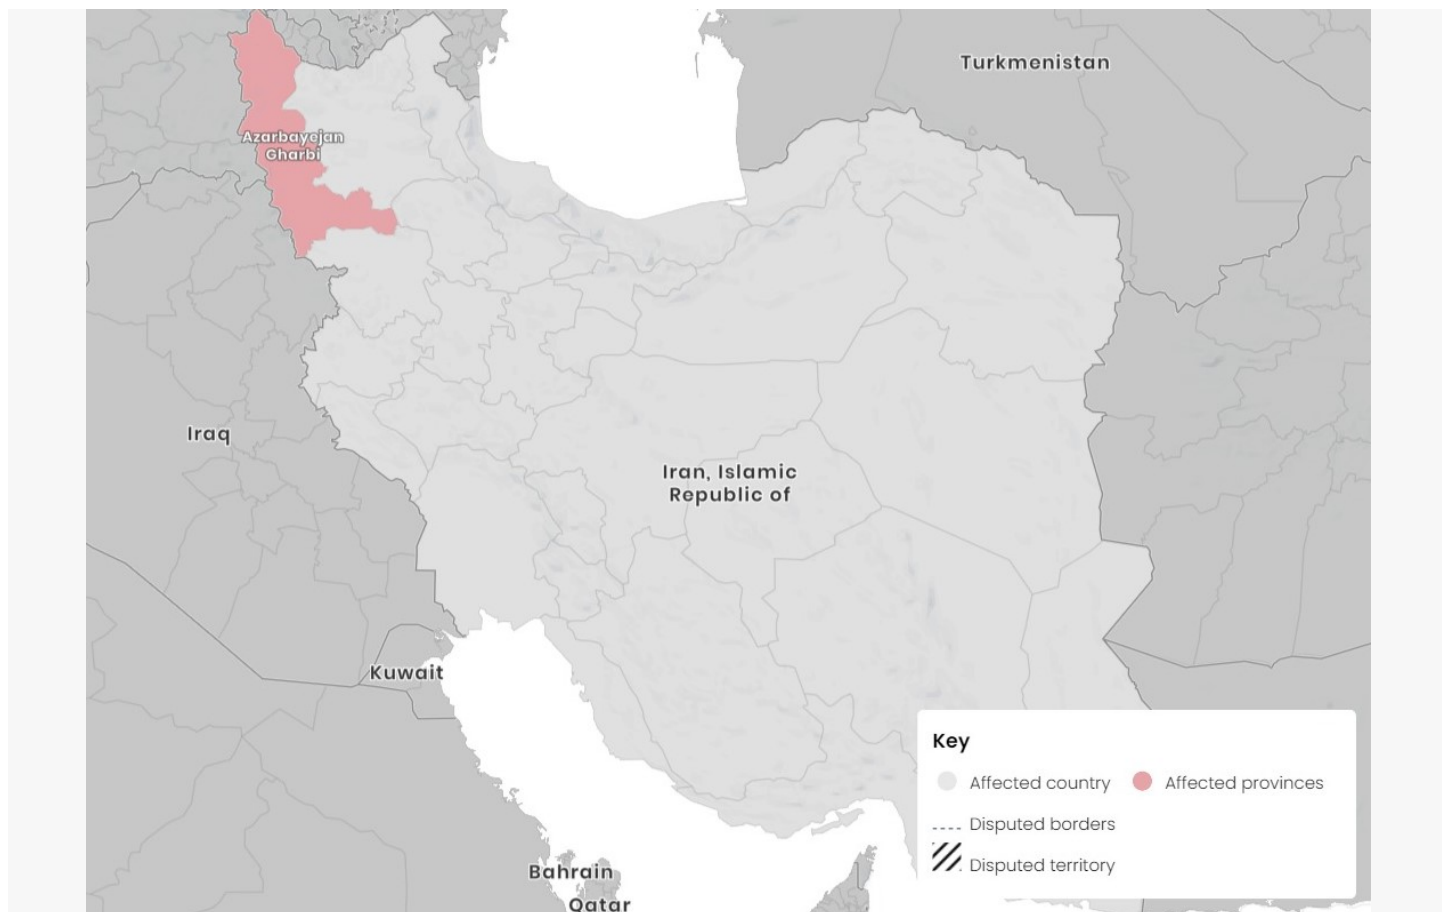 Turkmenistan
Azarbayejan
Gharbi
Iraq
Iran, Islamic
Republic of
Kuwait
Bahrain
Qatar
Key
Affected country
Affected provinces
Disputed borders
Disputed territory